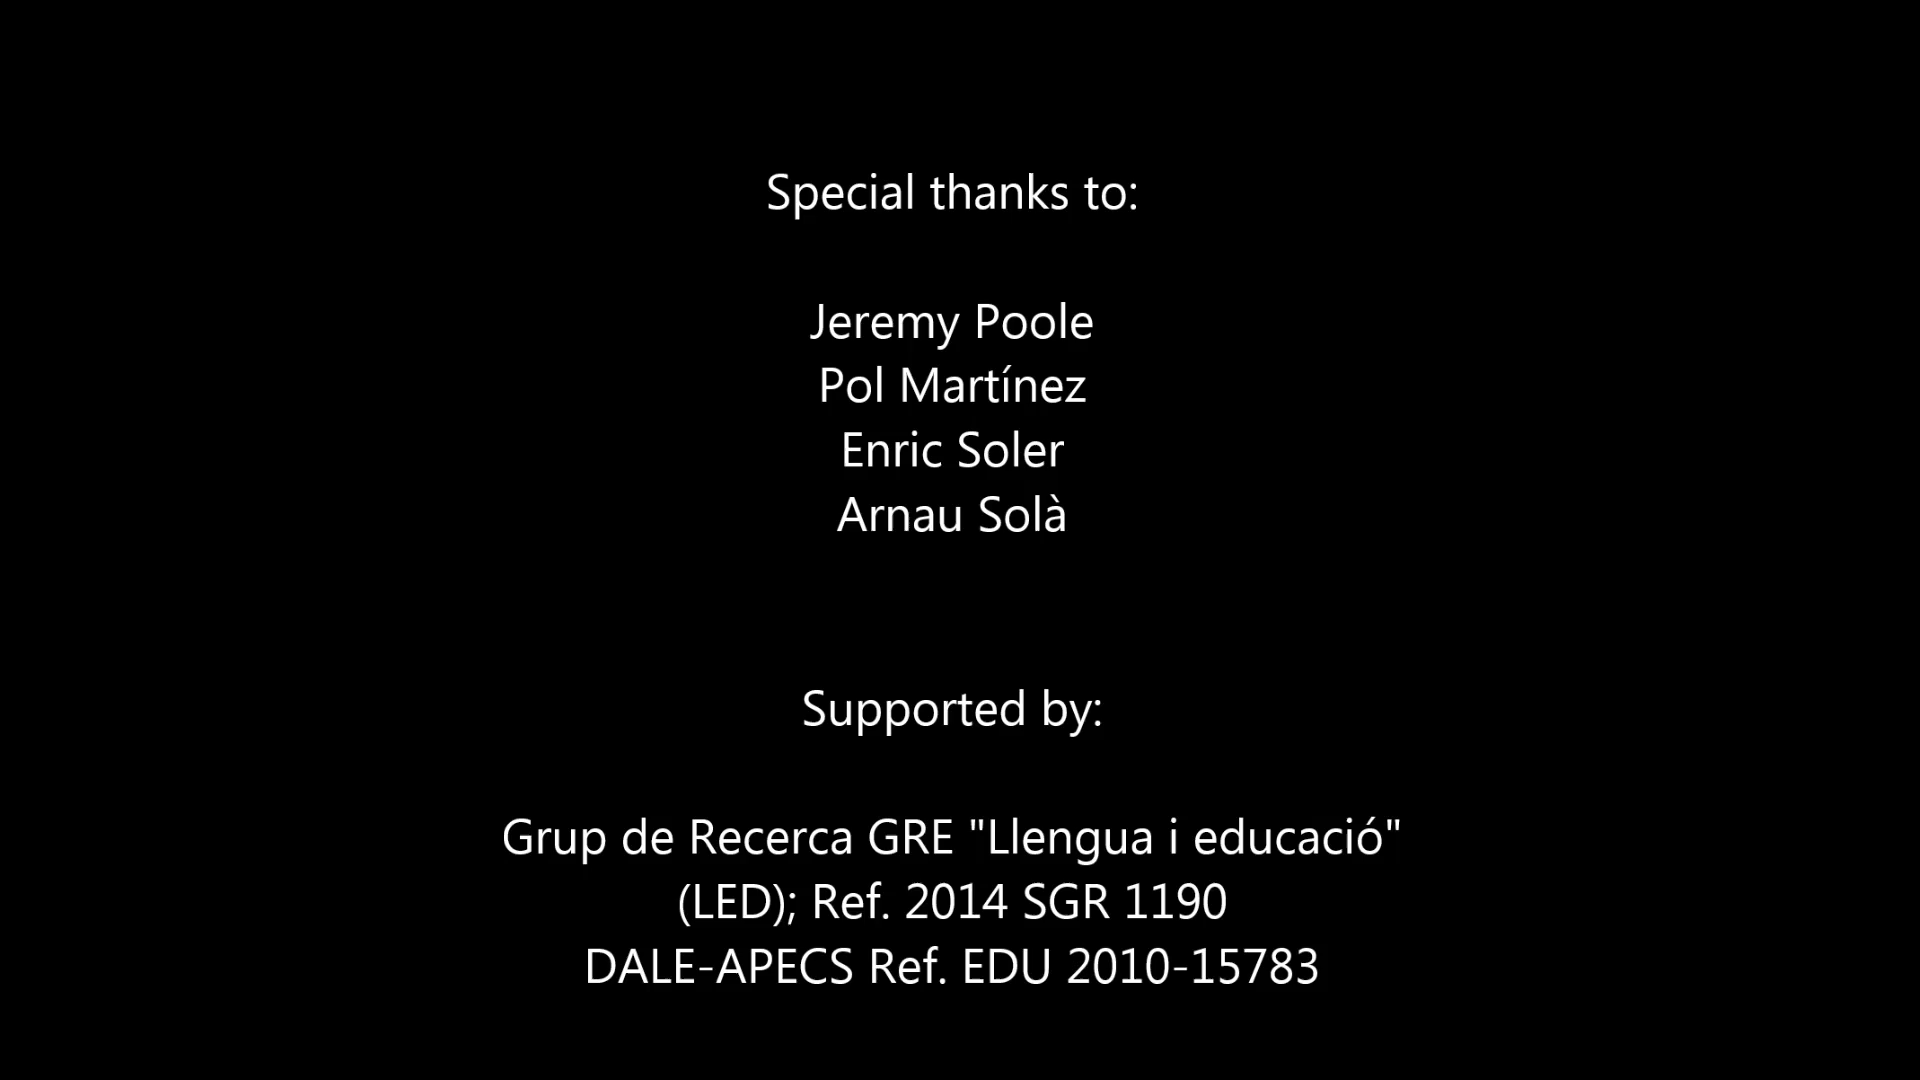 Special thanks to:
Jeremy Poole
Pol Martínez
Enric Soler
Arnau Solà
Supported by:
Grup de Recerca GRE "Llengua i educació"
(LED); Ref. 2014 SGR 1190
DALE-APECS Ref. EDU 2010-15783